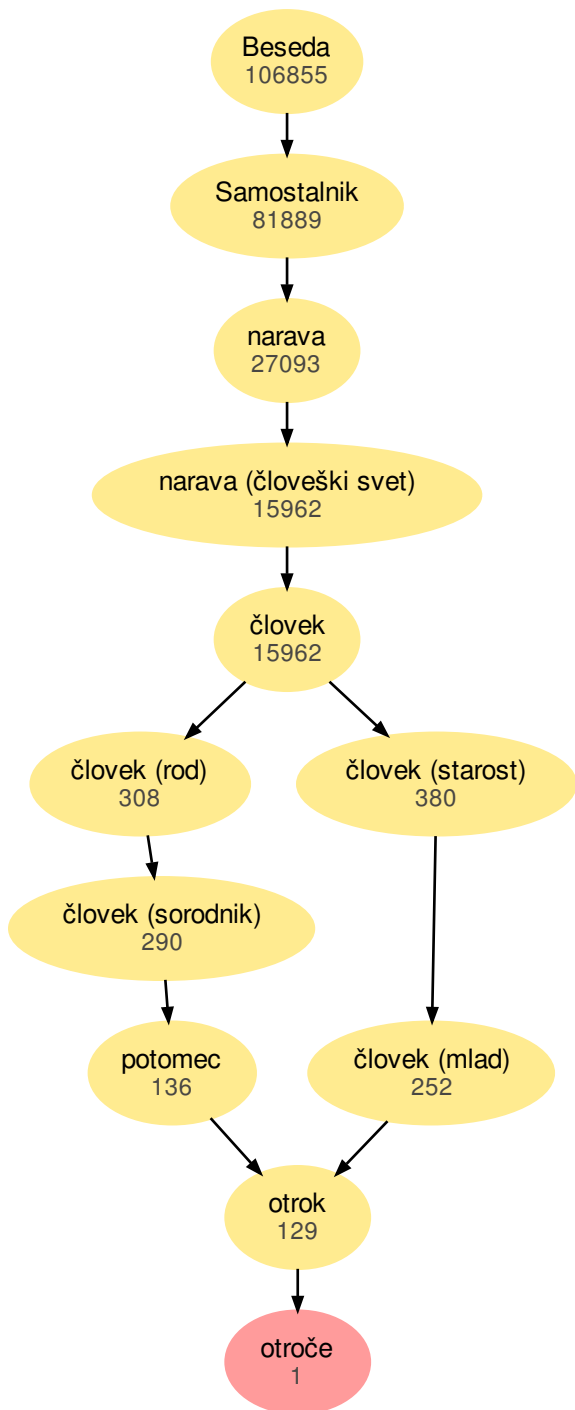 Beseda
106855
Samostalnik
81889
narava
27093
narava (človeški svet)
15962
človek
15962
človek (rod)
308
človek (starost)
380
človek (sorodnik)
290
potomec
136
človek (mlad)
252
otrok
129
otroče
1